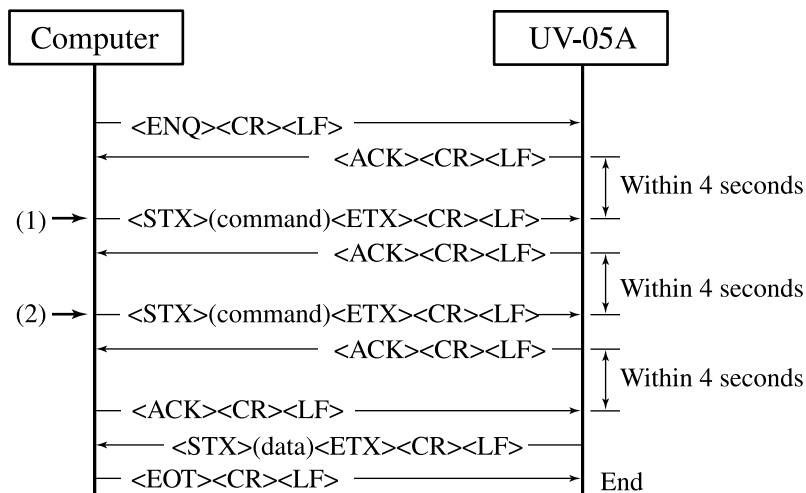 Computer
UV-05A
<ENQ><CR><LF>
<ACK><CR><LF>
Within 4 seconds
(1)
<STX>(command)<ETX><CR><LF>
<ACK><CR><LF>
Within 4 seconds
(2)
<STX>(command)<ETX><CR><LF>
<ACK><CR><LF>
Within 4 seconds
<ACK><CR><LF>
<STX>(data)<ETX><CR><LF>
<EOT><CR><LF>
End